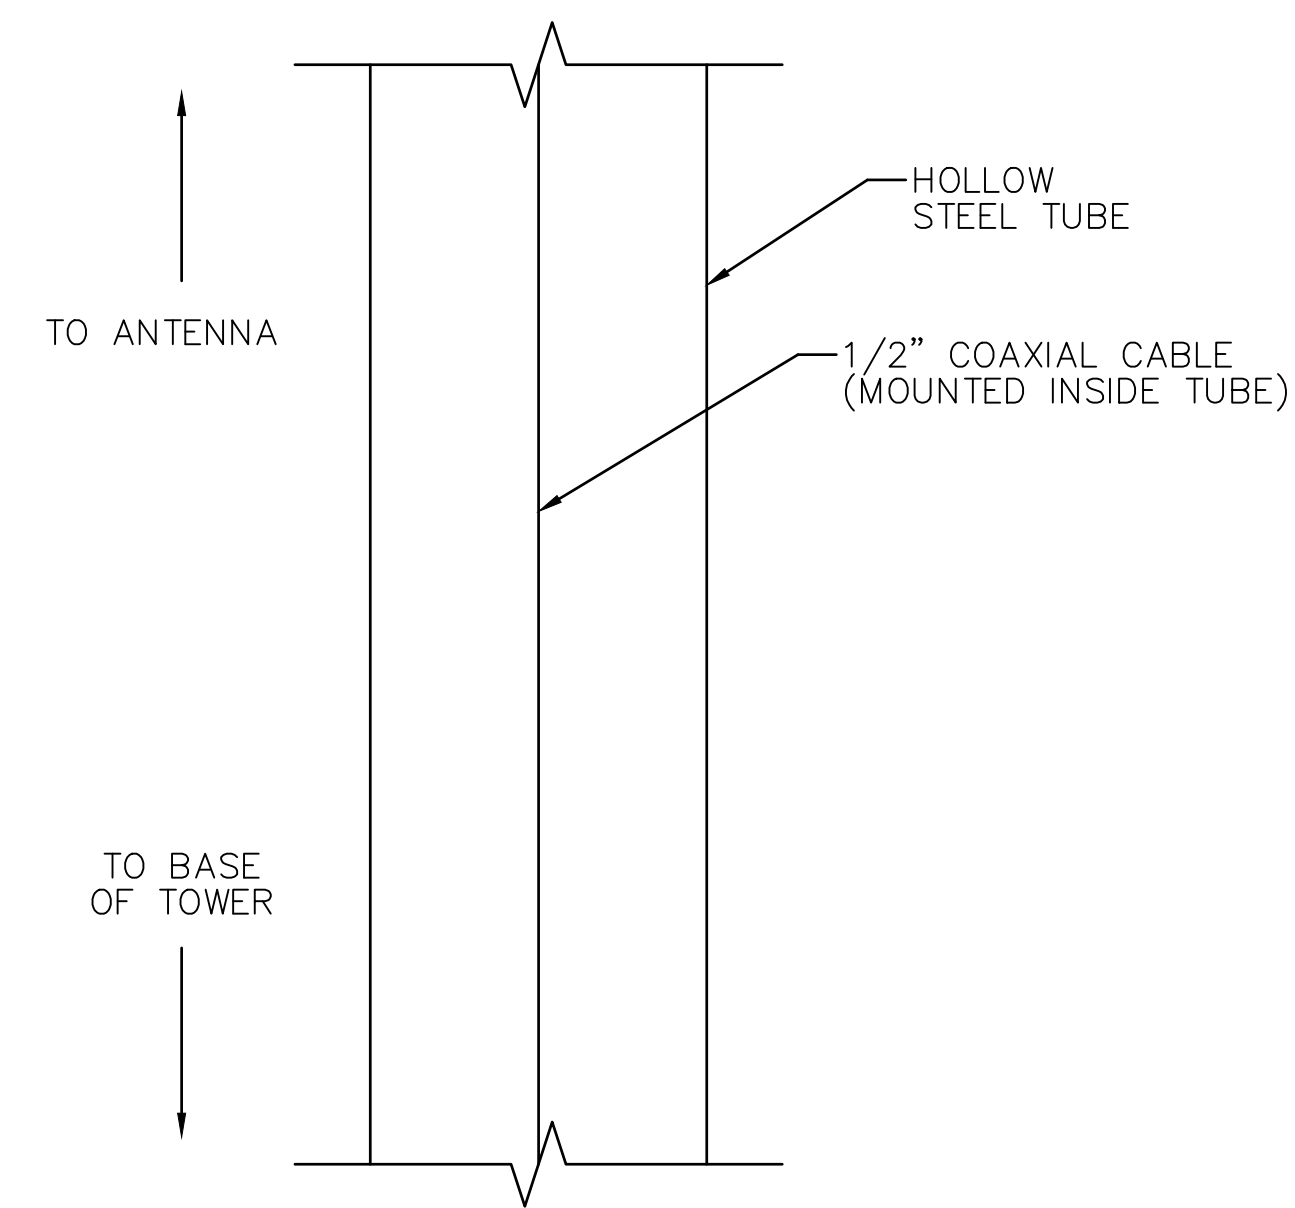 HOLLOW
STEEL TUBE
TO ANTENNA
1/2” COAXIAL CABLE
(MOUNTED INSIDE TUBE)
TO BASE
OF TOWER